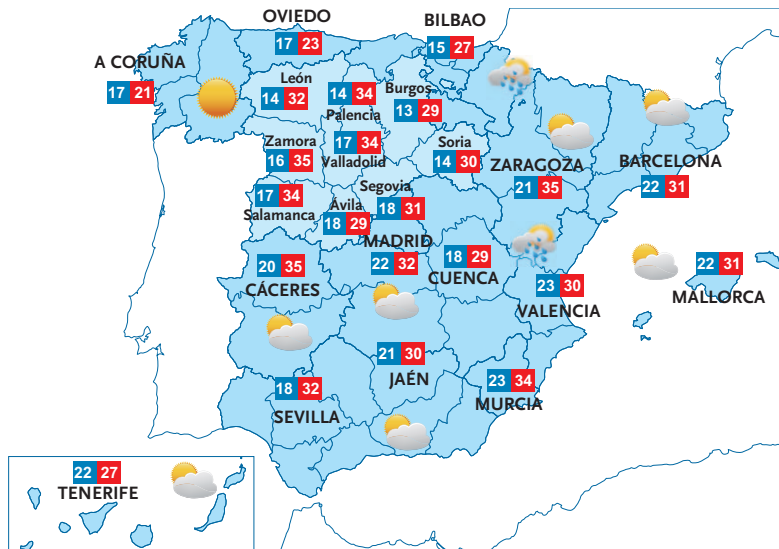 OVIEDO
17 23
BILBAO
15 27
A CORUÑA
17 21
León
14 32
14 34
Palencia
Burgos
13 29
Zamora
16 35
17 34
Valladolid
Soria
14 30
ZARAGOZA
21 35
BARCELONA
22 31
17 34
Salamanca
Ávila
18 29
Segovia
18 31
MADRID
22 32
18 29
CUENCA
20 35
CÁCERES
23 30
VALENCIA
22 31
MALLORCA
21 30
JAÉN
18 32
SEVILLA
23 34
MURCIA
22 27
TENERIFE